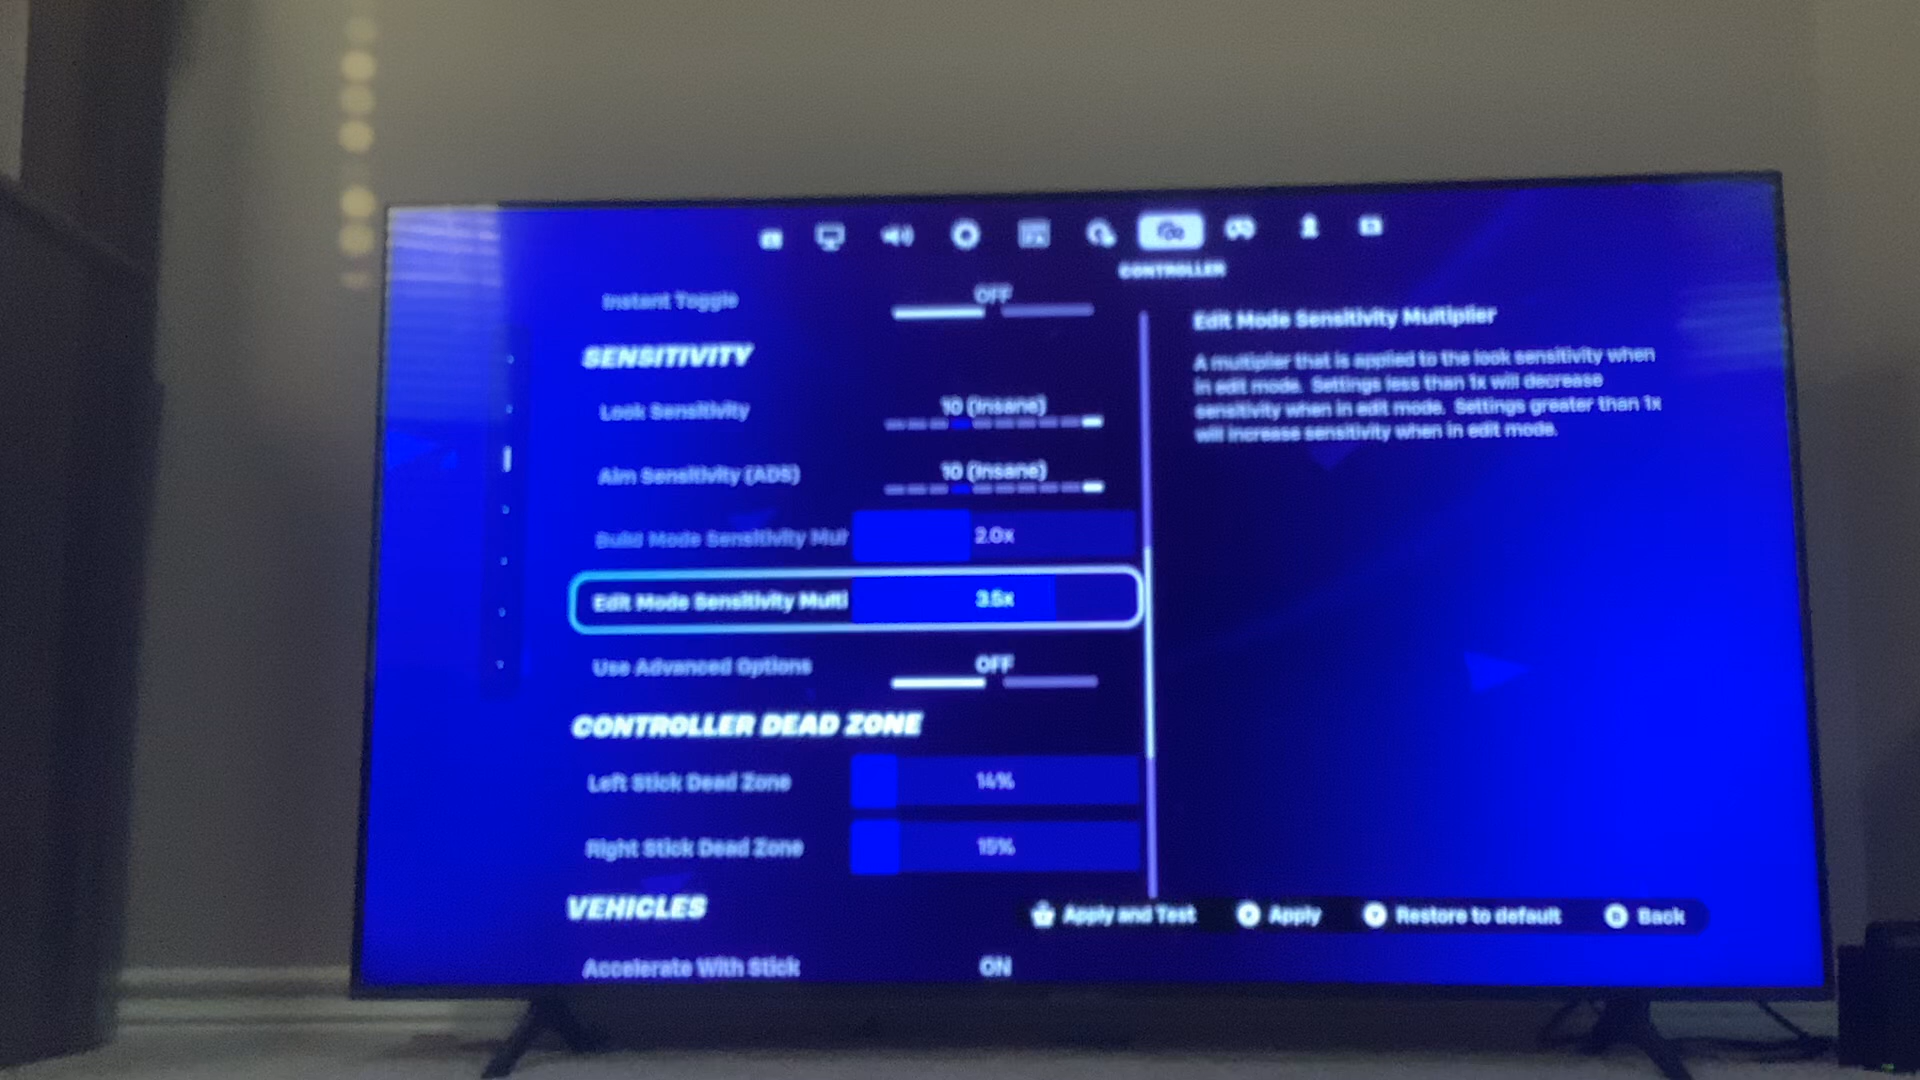 CONTROLLER
Instant Toggle OFF
SENSITIVITY
Look Sensitivity 10 (Insane)
Aim Sensitivity (ADS) 10 (Insane)
Build Mode Sensitivity Mul 2.0x
Edit Mode Sensitivity Multi 3.5x
Use Advanced Options OFF
CONTROLLER DEAD ZONE
Left Stick Dead Zone 14%
Right Stick Dead Zone 15%
VEHICLES
Accelerate With Stick ON
Edit Mode Sensitivity Multiplier
A multiplier that is applied to the look sensitivity when
in edit mode. Settings less than 1x will decrease
sensitivity when in edit mode. Settings greater than 1x
will increase sensitivity when in edit mode.
Apply and Test Apply Restore to default Back